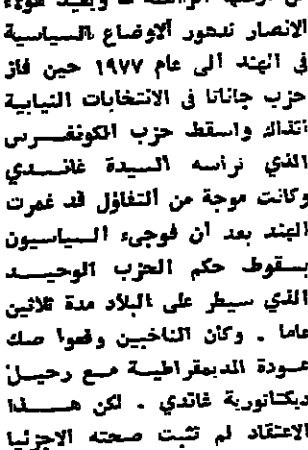 الانصار تدهور الاوضاع السياسية
في الهند الى عام ١٩٧٧ حين فاز
حزب جاناتا في الانتخابات النيابية
انذاك واسقط حزب الكونغرس
الذي تراسه السيدة غاندي
وكانت موجة من التفاؤل قد غمرت
الهند بعد ان فوجىء السياسيون
بسقوط حكم الحزب الوحيد
الذي سيطر على البلاد مدة ثلاثين
عاما . وكأن الناخبين وقعوا صك
عودة الديمقراطية مع رحيل
ديكتاتورية غاندي . لكن هذا
الاعتقاد لم تثبت صحته الاجزئيا